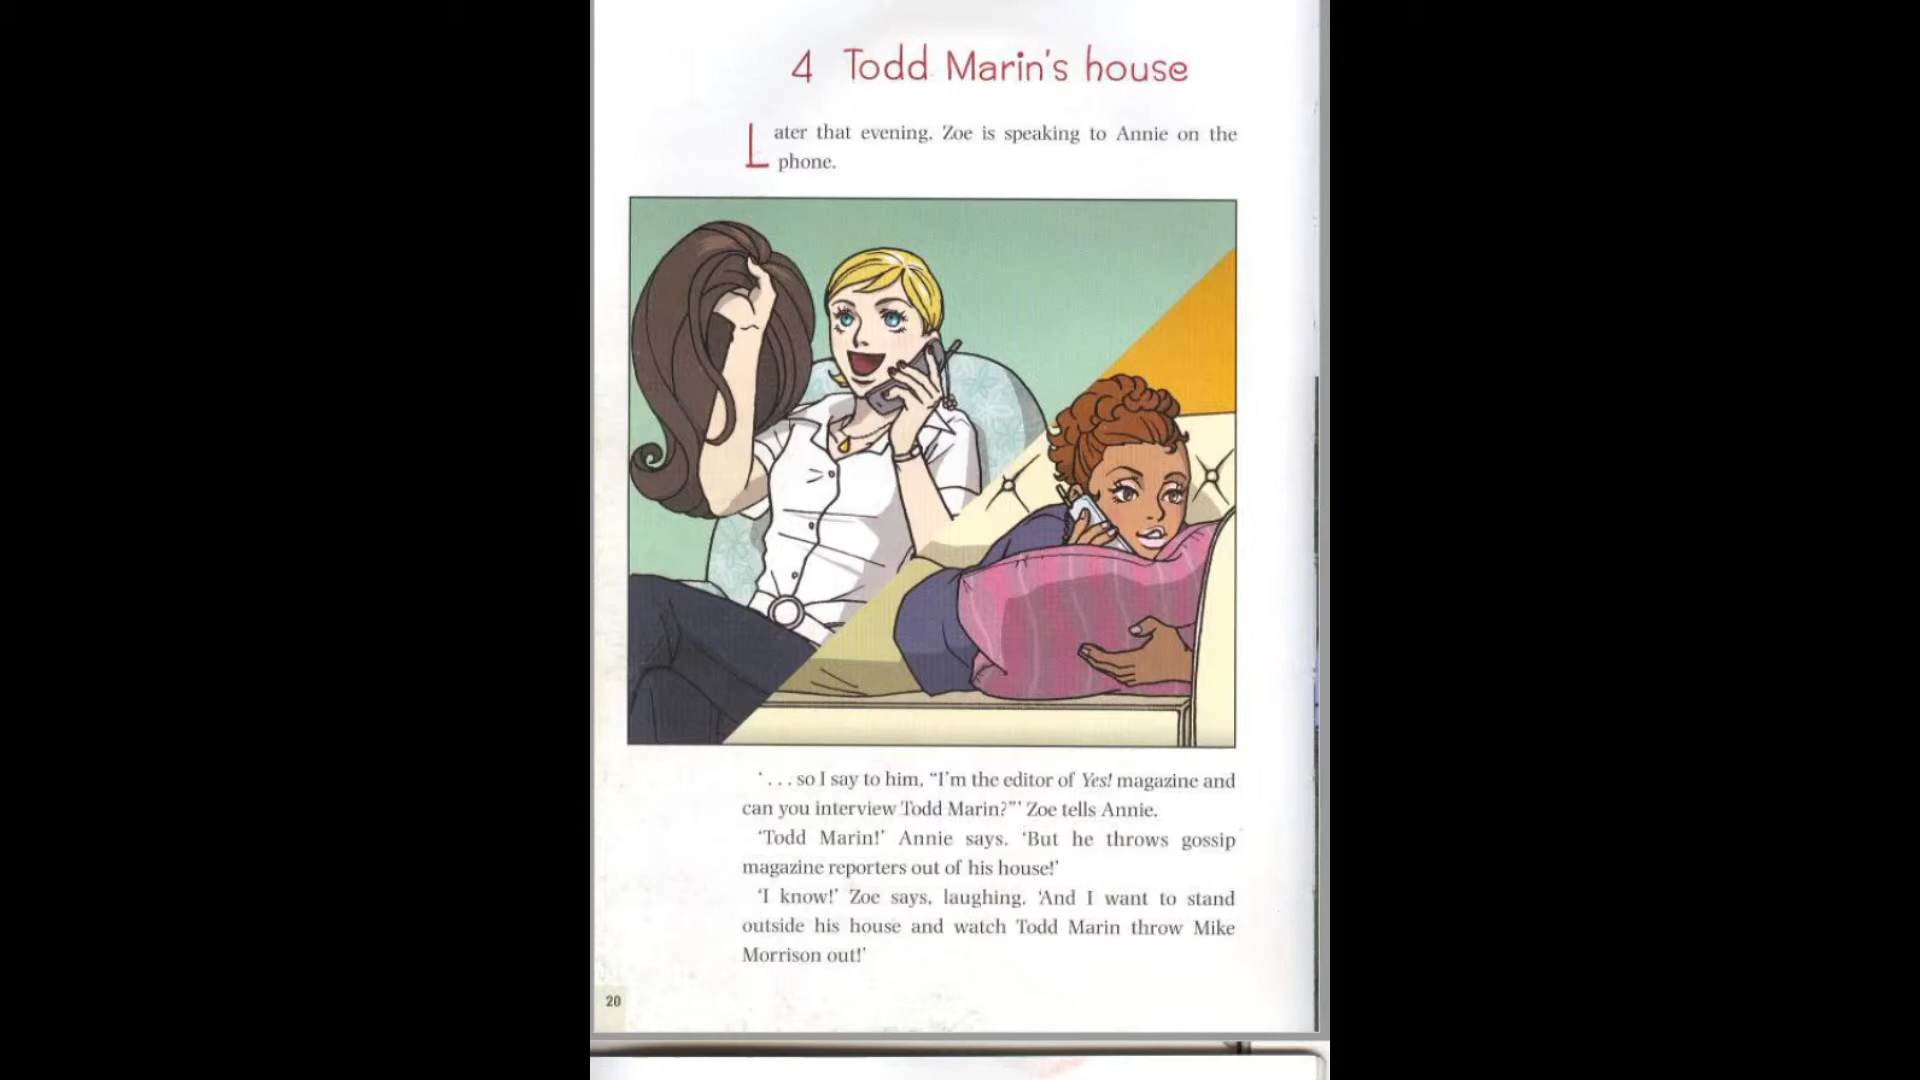 4 Todd Marin's house
Later that evening, Zoe is speaking to Annie on the
phone.
‘. . . so I say to him, “I’m the editor of Yes! magazine and
can you interview Todd Marin?”’ Zoe tells Annie.
‘Todd Marin!’ Annie says. ‘But he throws gossip
magazine reporters out of his house!’
‘I know!’ Zoe says, laughing. ‘And I want to stand
outside his house and watch Todd Marin throw Mike
Morrison out!’
20